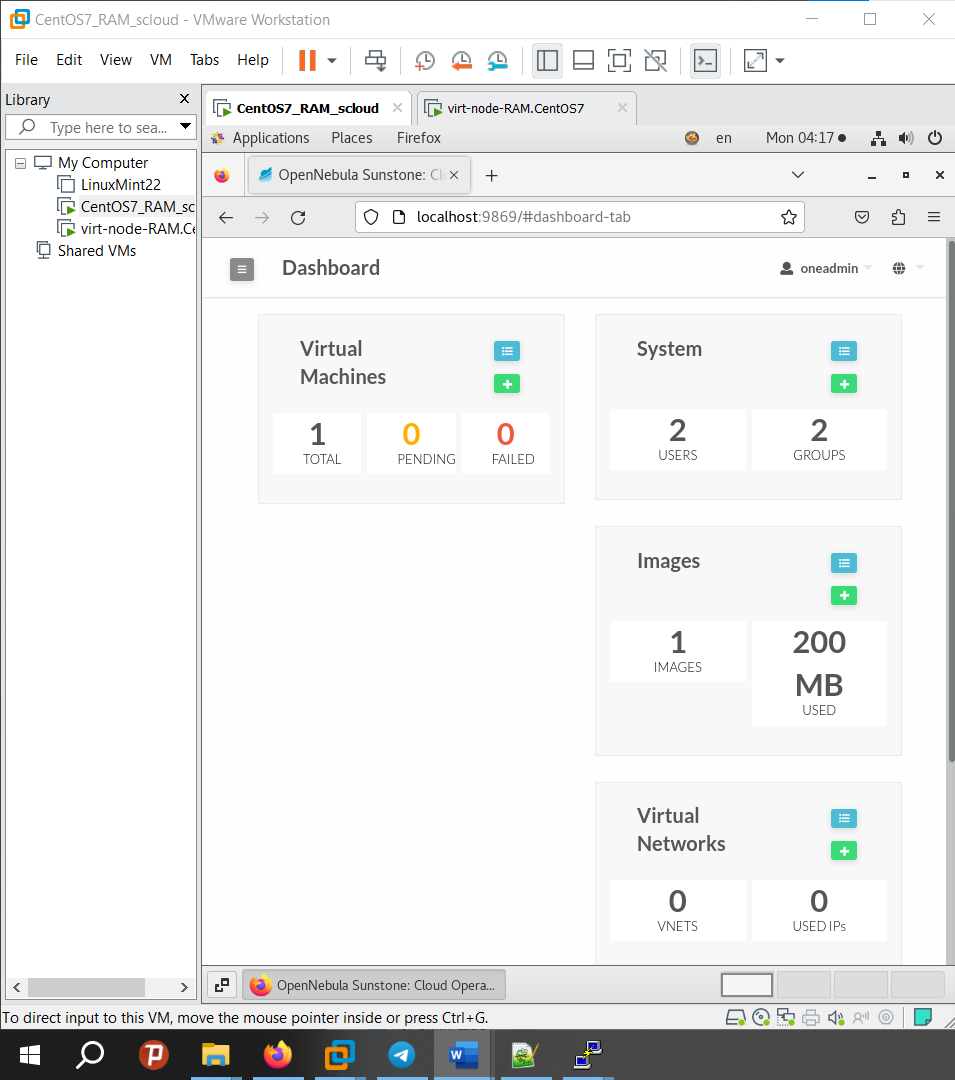 CentOS7_RAM_scloud - VMware Workstation
File Edit View VM Tabs Help
Library
Type here to sea...
My Computer
LinuxMint22
CentOS7_RAM_sc
virt-node-RAM.Ce
Shared VMs
CentOS7_RAM_scloud
virt-node-RAM.CentOS7
Applications Places Firefox en Mon 04:17
OpenNebula Sunstone: Cl
localhost:9869/#dashboard-tab
Dashboard
oneadmin
Virtual
Machines
1
TOTAL
0
PENDING
0
FAILED
System
2
USERS
2
GROUPS
Images
1
IMAGES
200
MB
USED
Virtual
Networks
0
VNETS
0
USED IPs
OpenNebula Sunstone: Cloud Opera...
To direct input to this VM, move the mouse pointer inside or press Ctrl+G.